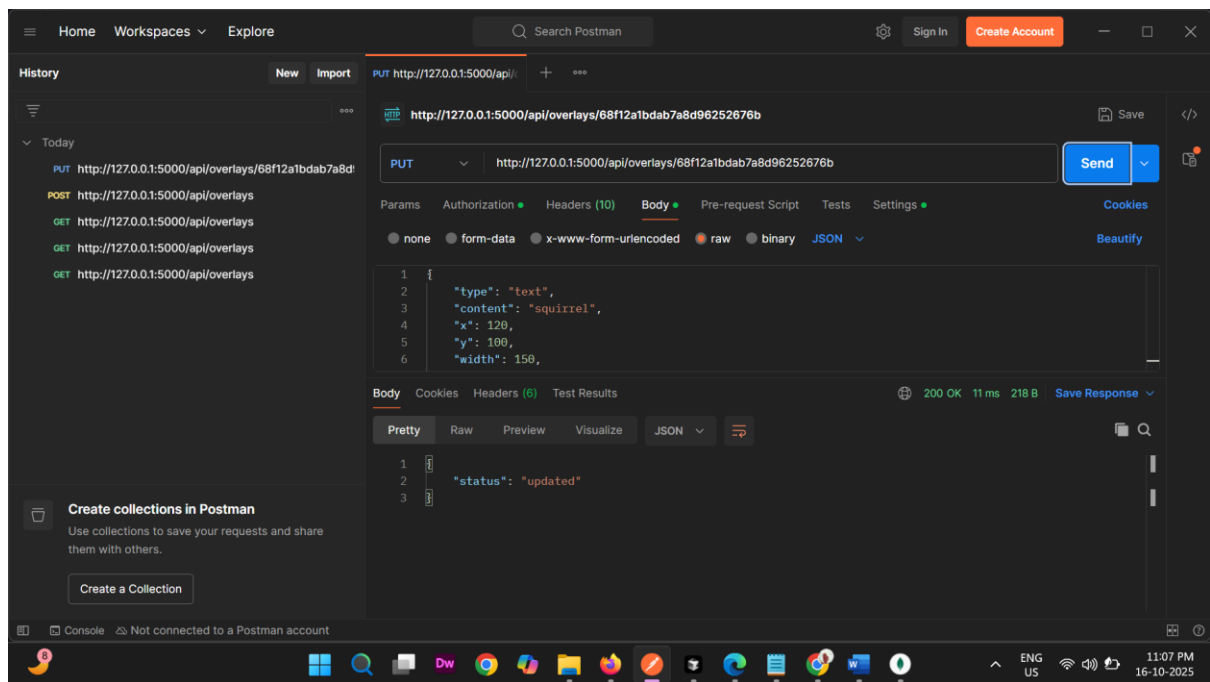 Home Workspaces Explore Search Postman Sign In Create Account
History New Import
PUT http://127.0.0.1:5000/api/
http://127.0.0.1:5000/api/overlays/68f12a1bdab7a8d96252676b Save
Today
PUT http://127.0.0.1:5000/api/overlays/68f12a1bdab7a8d9
POST http://127.0.0.1:5000/api/overlays
GET http://127.0.0.1:5000/api/overlays
GET http://127.0.0.1:5000/api/overlays
GET http://127.0.0.1:5000/api/overlays
PUT http://127.0.0.1:5000/api/overlays/68f12a1bdab7a8d96252676b Send
Params Authorization Headers (10) Body Pre-request Script Tests Settings Cookies
none form-data x-www-form-urlencoded raw binary JSON Beautify
1 {
2 "type": "text",
3 "content": "squirrel",
4 "x": 120,
5 "y": 100,
6 "width": 150,
Body Cookies Headers (6) Test Results 200 OK 11 ms 218 B Save Response
Pretty Raw Preview Visualize JSON
1 {
2 "status": "updated"
3 }
Create collections in Postman
Use collections to save your requests and share
them with others.
Create a Collection
Console Not connected to a Postman account
8 Dw ENG 11:07 PM
US 16-10-2025